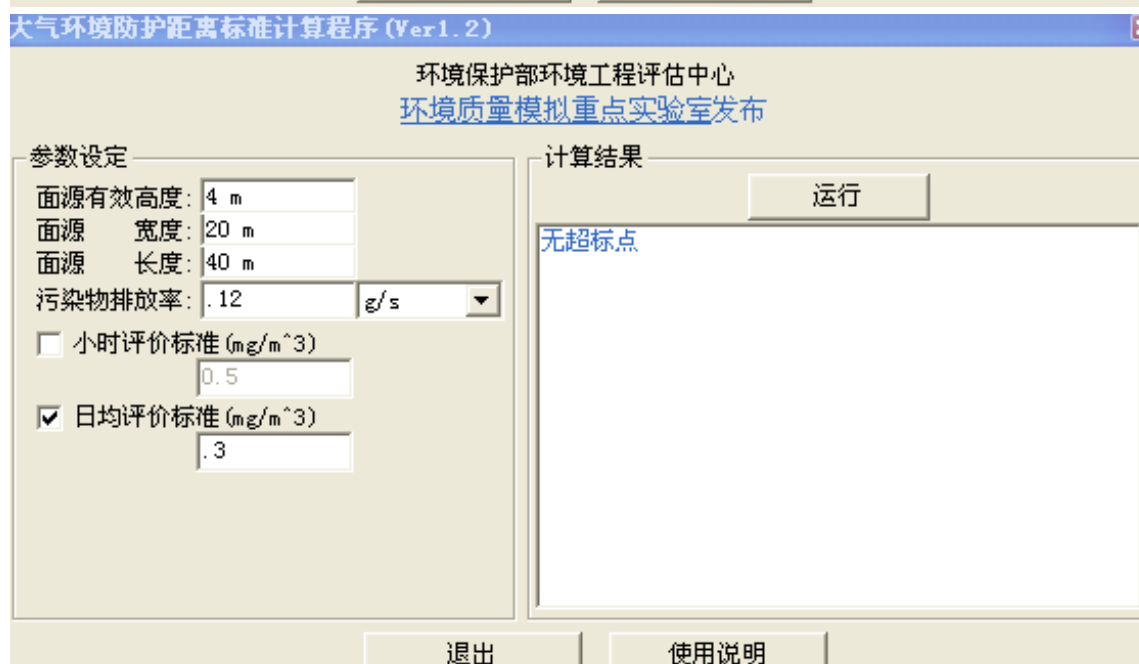 大气环境防护距离标准计算程序(Ver1.2)
环境保护部环境工程评估中心
环境质量模拟重点实验室发布
参数设定
面源有效高度: 4 m
面源 宽度: 20 m
面源 长度: 40 m
污染物排放率: .12 g/s
小时评价标准(mg/m^3)
0.5
日均评价标准(mg/m^3)
.3
计算结果
运行
无超标点
退出 使用说明